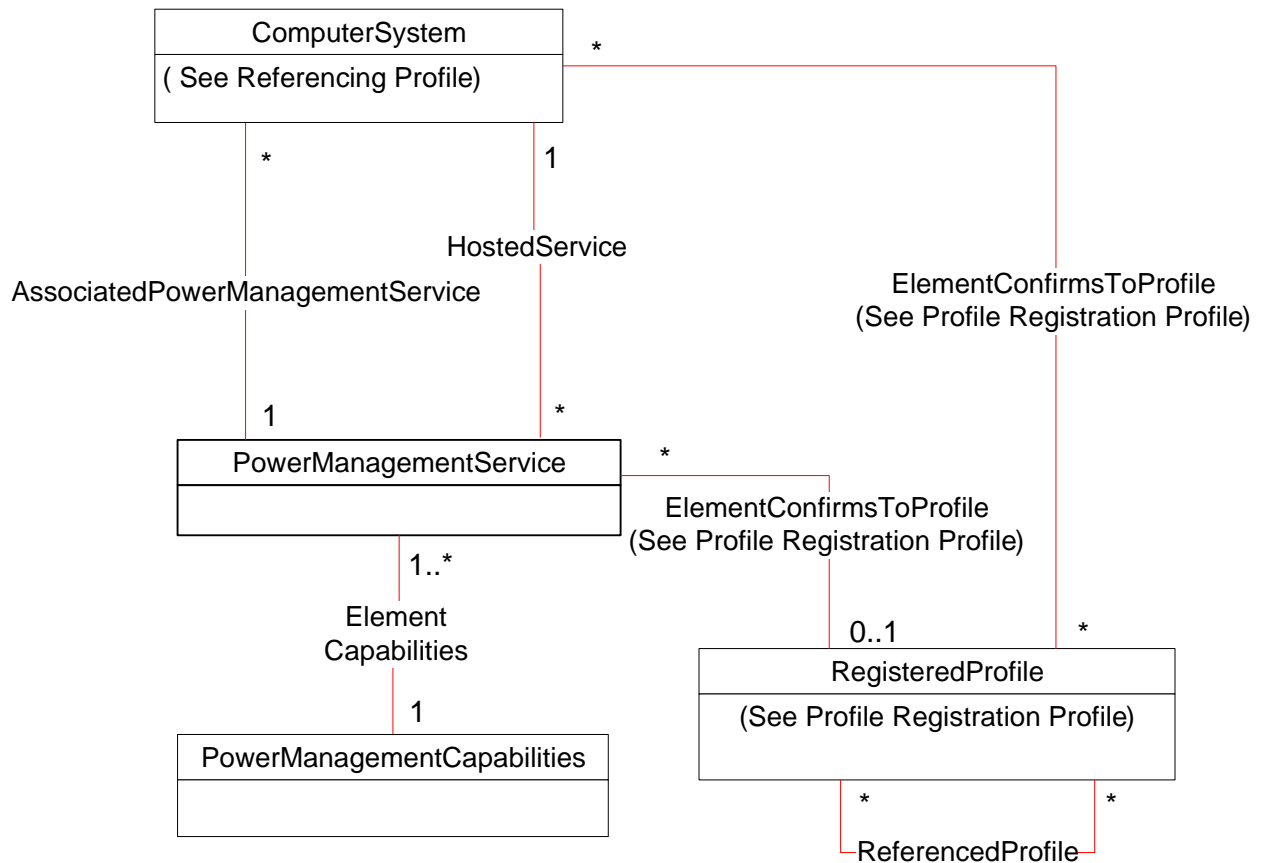 ComputerSystem
( See Referencing Profile)
*
*
1
HostedService
AssociatedPowerManagementService
ElementConfirmsToProfile
(See Profile Registration Profile)
1
*
PowerManagementService
*
ElementConfirmsToProfile
(See Profile Registration Profile)
1..*
Element
Capabilities
0..1
*
RegisteredProfile
(See Profile Registration Profile)
1
PowerManagementCapabilities
*
*
ReferencedProfile